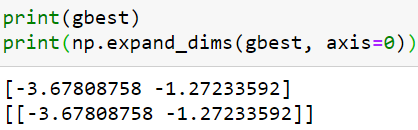 print(gbest)
print(np.expand_dims(gbest, axis=0))
[-3.67808758 -1.27233592]
[[-3.67808758 -1.27233592]]